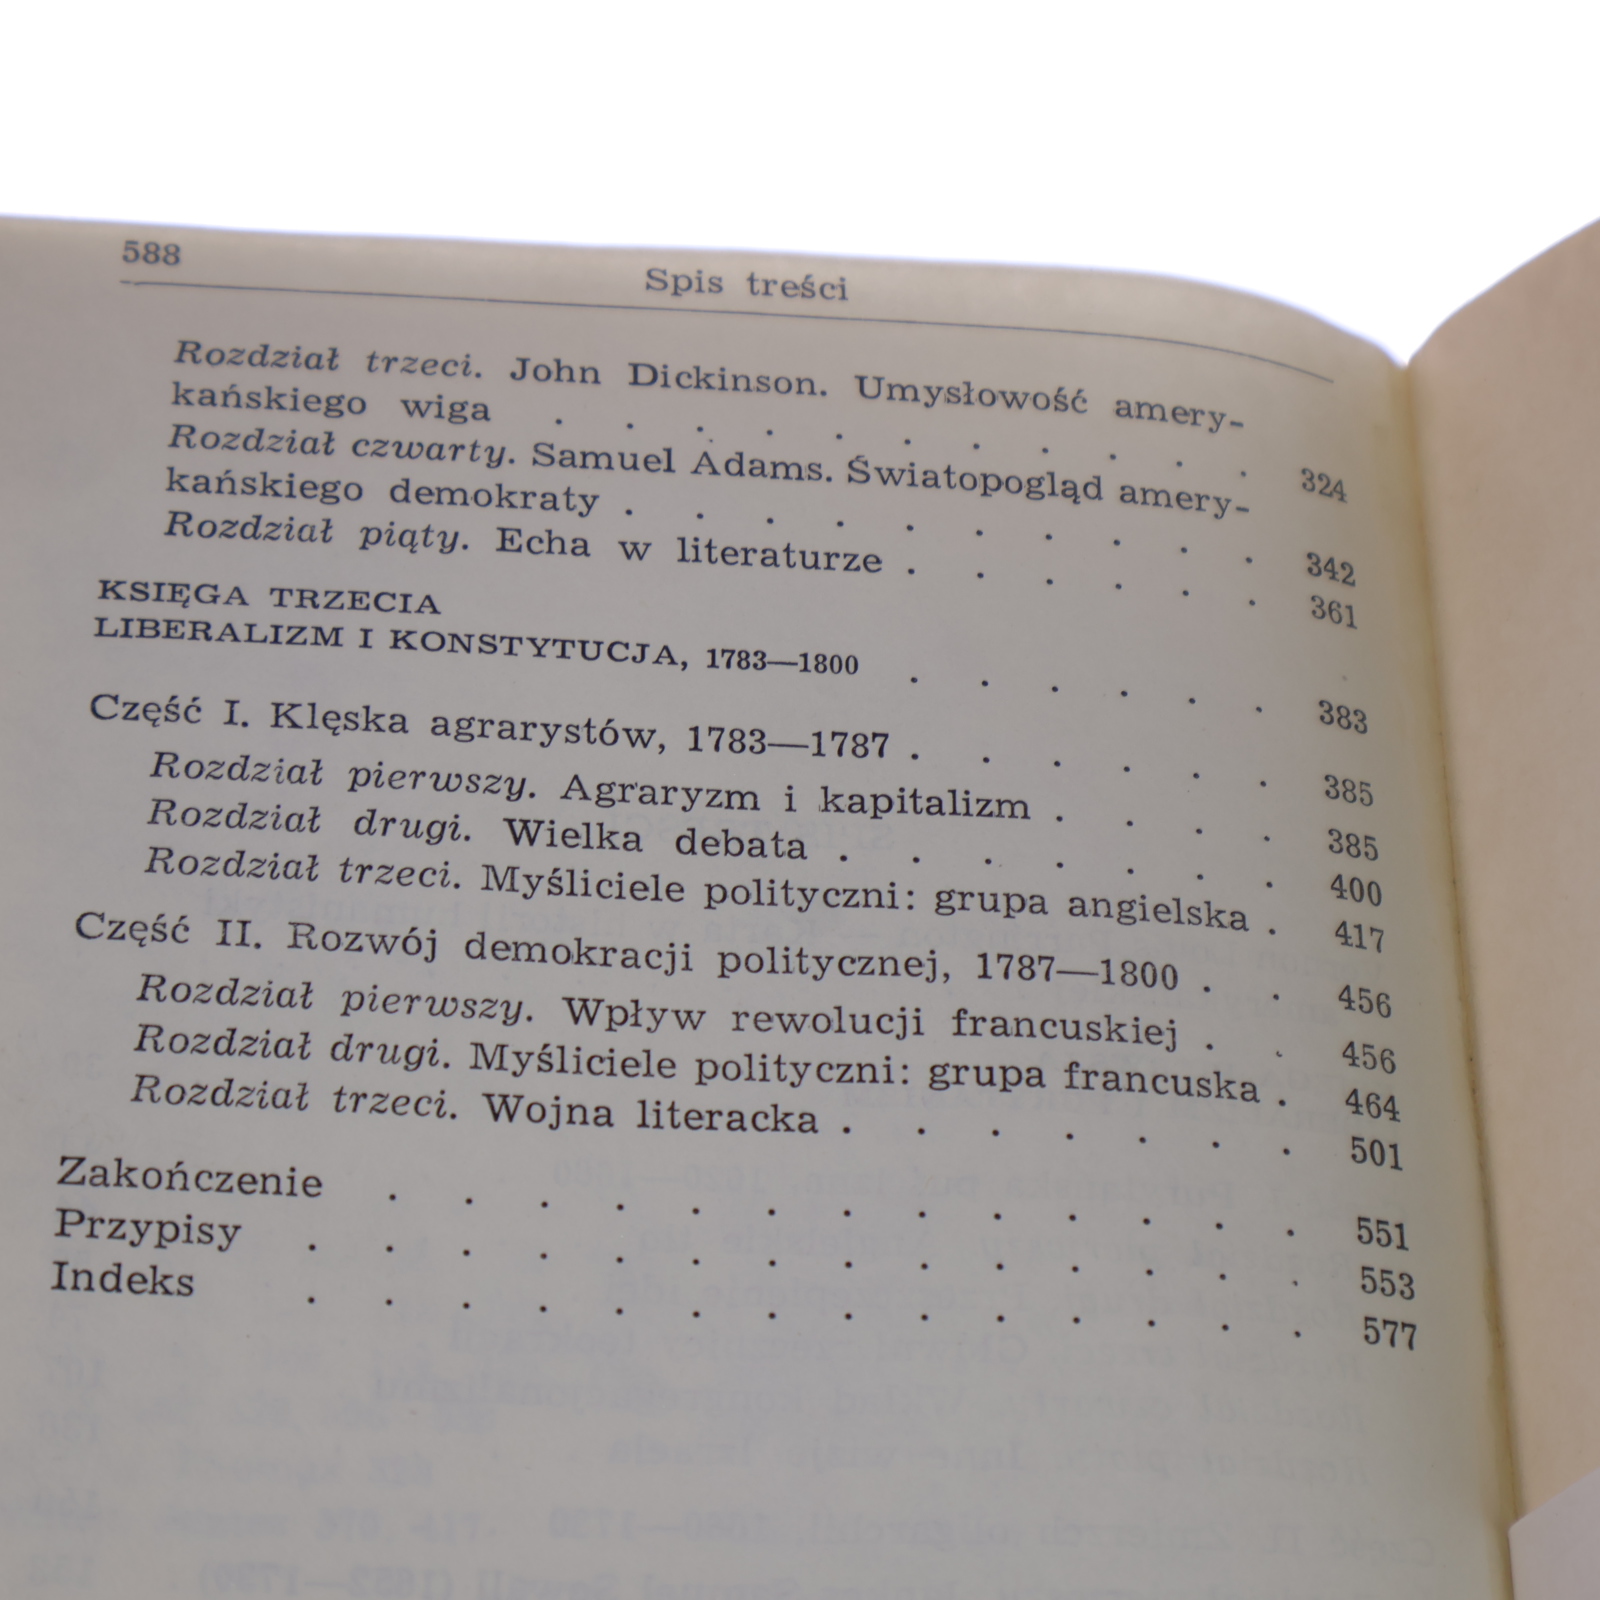 588
Spis treści
Rozdział trzeci. John Dickinson. Umysłowość amery-
kańskiego wiga . . . . . . . . . . . 324
Rozdział czwarty. Samuel Adams. Światopogląd amery-
kańskiego demokraty . . . . . . . . . . 342
Rozdział piąty. Echa w literaturze . . . . . . 361
KSIĘGA TRZECIA
LIBERALIZM I KONSTYTUCJA, 1783—1800 . . . . . . 383
Część I. Klęska agrarystów, 1783—1787 . . . . . . 385
Rozdział pierwszy. Agraryzm i kapitalizm . . . . 385
Rozdział drugi. Wielka debata . . . . . . . 400
Rozdział trzeci. Myśliciele polityczni: grupa angielska . 417
Część II. Rozwój demokracji politycznej, 1787—1800 . . 456
Rozdział pierwszy. Wpływ rewolucji francuskiej . . 456
Rozdział drugi. Myśliciele polityczni: grupa francuska . 464
Rozdział trzeci. Wojna literacka . . . . . . . 501
Zakończenie . . . . . . . . . . . . . 551
Przypisy . . . . . . . . . . . . . . 553
Indeks . . . . . . . . . . . . . . 577